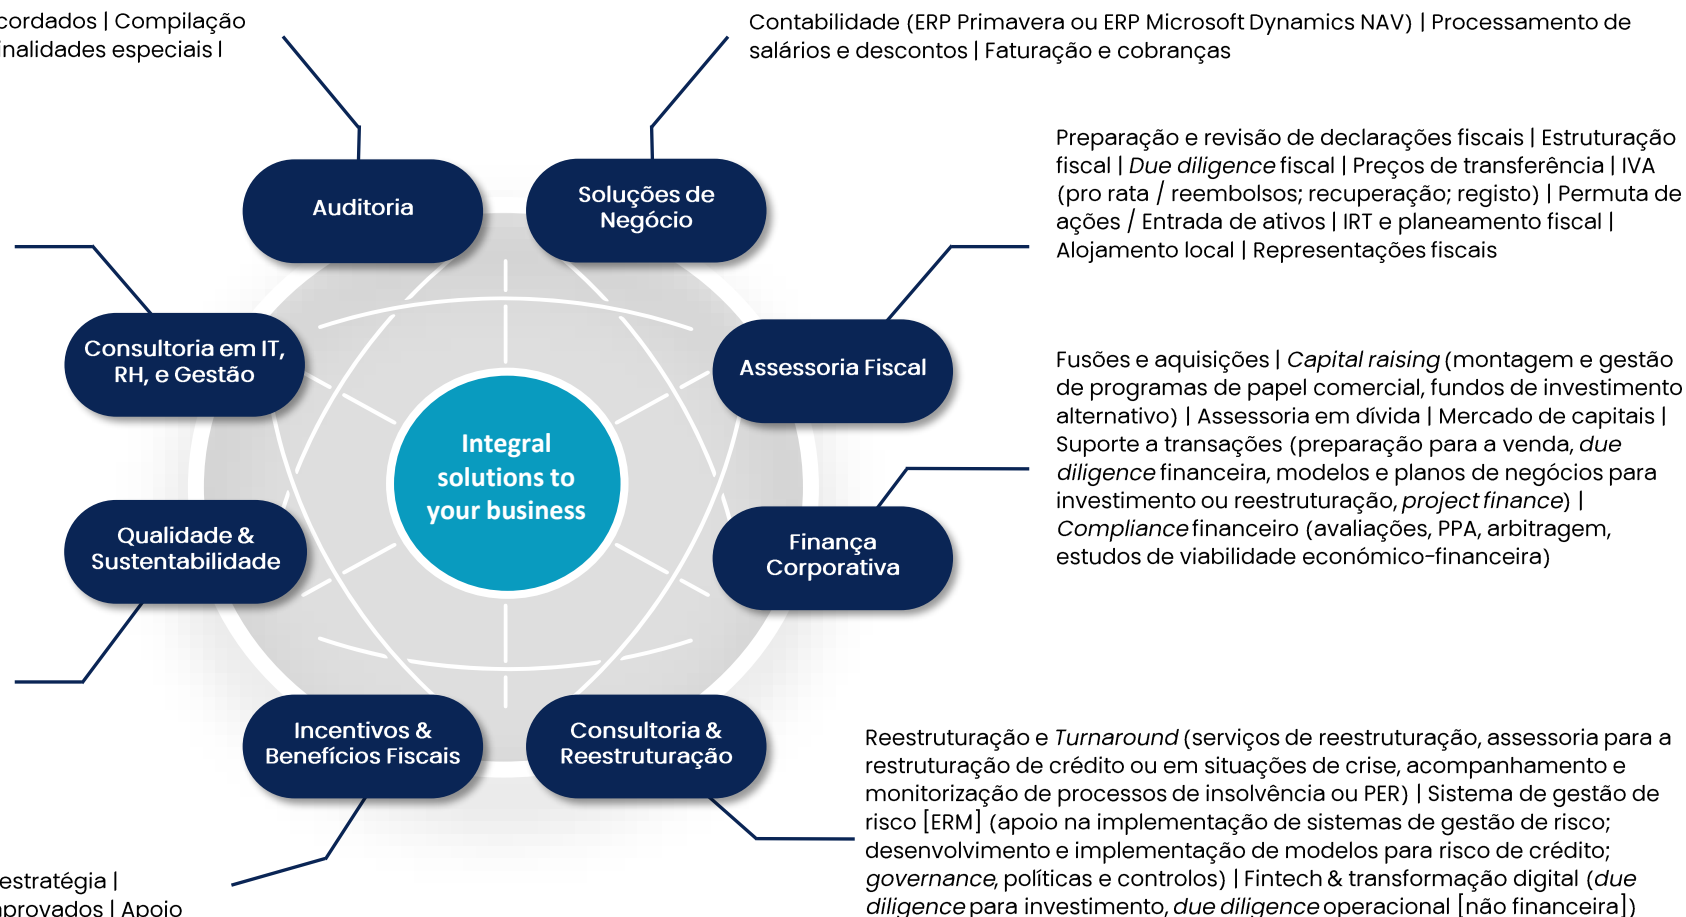 cordados | Compilação
inalidades especiais |
Contabilidade (ERP Primavera ou ERP Microsoft Dynamics NAV) | Processamento de
salários e descontos | Faturação e cobranças
Auditoria
Soluções de
Negócio
Preparação e revisão de declarações fiscais | Estruturação
fiscal | Due diligence fiscal | Preços de transferência | IVA
(pro rata / reembolsos; recuperação; registo) | Permuta de
ações / Entrada de ativos | IRT e planeamento fiscal |
Alojamento local | Representações fiscais
Consultoria em IT,
RH, e Gestão
Assessoria Fiscal
Fusões e aquisições | Capital raising (montagem e gestão
de programas de papel comercial, fundos de investimento
alternativo) | Assessoria em dívida | Mercado de capitais |
Suporte a transações (preparação para a venda, due
diligence financeira, modelos e planos de negócios para
investimento ou reestruturação, project finance) |
Compliance financeiro (avaliações, PPA, arbitragem,
estudos de viabilidade económico-financeira)
Integral
solutions to
your business
Qualidade &
Sustentabilidade
Finança
Corporativa
Incentivos &
Benefícios Fiscais
Consultoria &
Reestruturação
Reestruturação e Turnaround (serviços de reestruturação, assessoria para a
restruturação de crédito ou em situações de crise, acompanhamento e
monitorização de processos de insolvência ou PER) | Sistema de gestão de
risco [ERM] (apoio na implementação de sistemas de gestão de risco;
desenvolvimento e implementação de modelos para risco de crédito;
governance, políticas e controlos) | Fintech & transformação digital (due
diligence para investimento, due diligence operacional [não financeira])
estratégia |
provados | Apoio